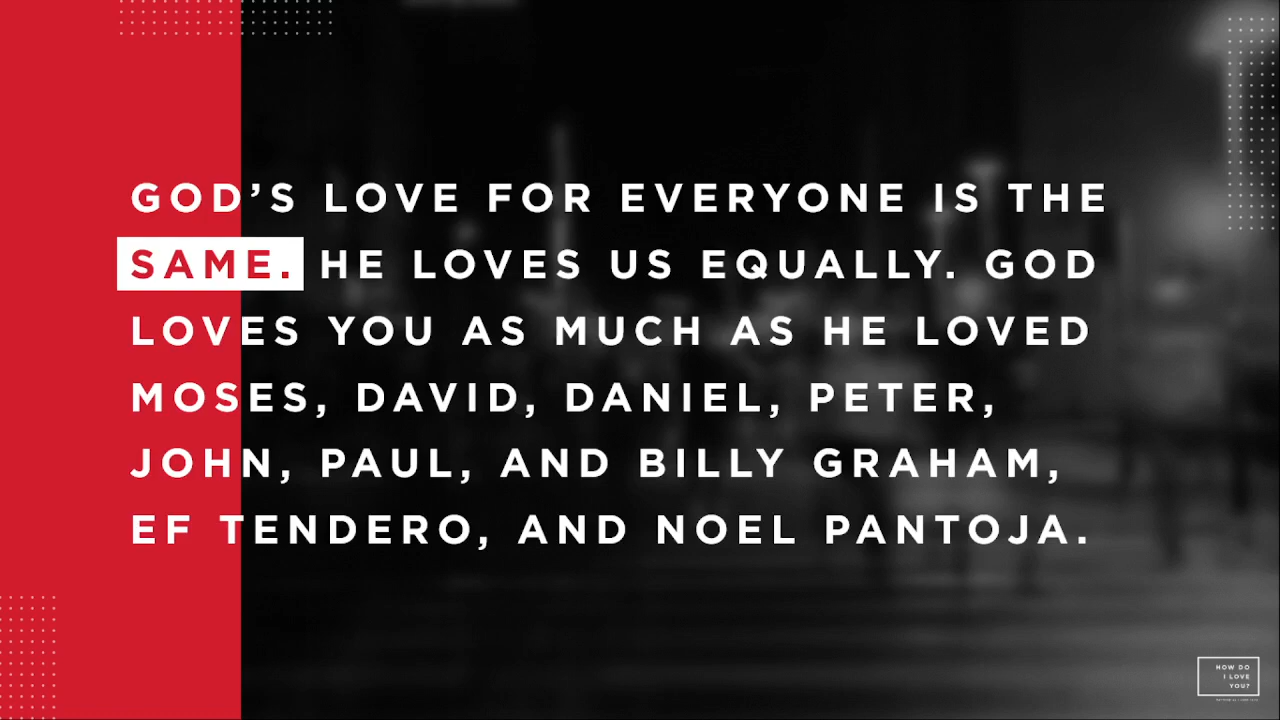 GOD'S LOVE FOR EVERYONE IS THE
SAME. HE LOVES US EQUALLY. GOD
LOVES YOU AS MUCH AS HE LOVED
MOSES, DAVID, DANIEL, PETER,
JOHN, PAUL, AND BILLY GRAHAM,
EF TENDERO, AND NOEL PANTOJA.
HOW DO
I LOVE
YOU?